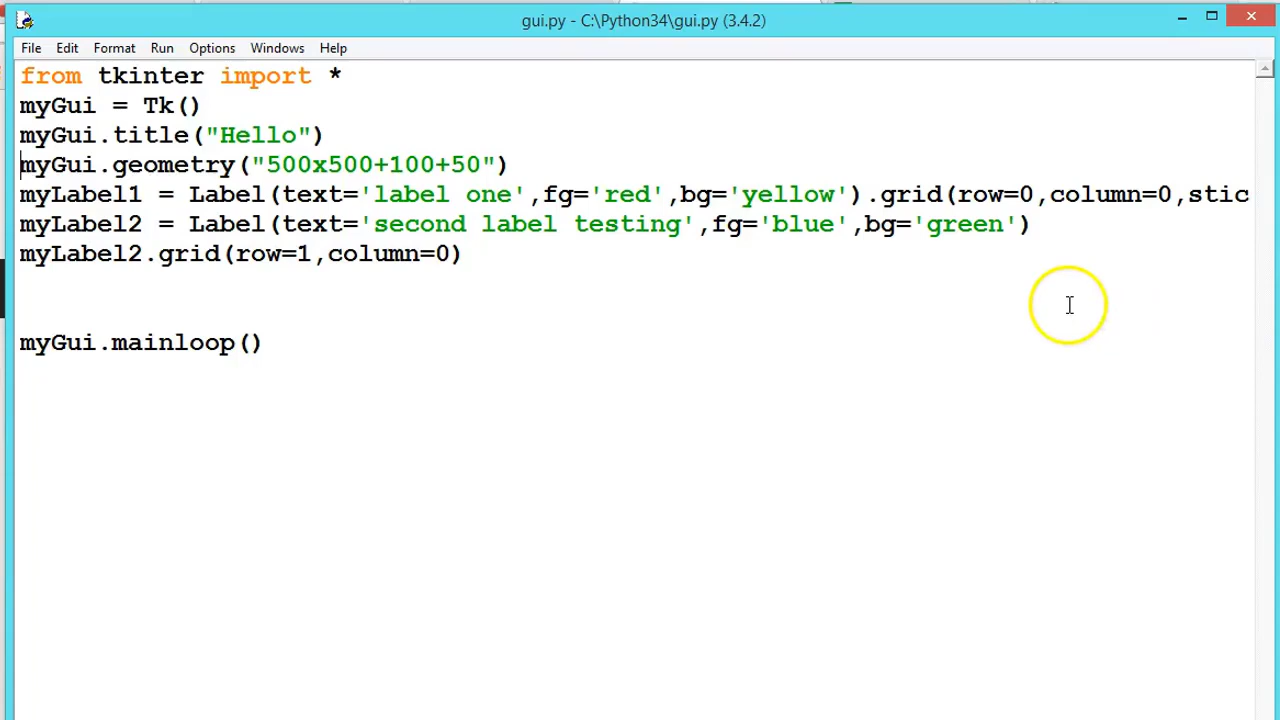 gui.py - C:\Python34\gui.py (3.4.2)
File Edit Format Run Options Windows Help
from tkinter import *
myGui = Tk()
myGui.title("Hello")
myGui.geometry("500x500+100+50")
myLabel1 = Label(text='label one',fg='red',bg='yellow').grid(row=0,column=0,stic
myLabel2 = Label(text='second label testing',fg='blue',bg='green')
myLabel2.grid(row=1,column=0)
myGui.mainloop()